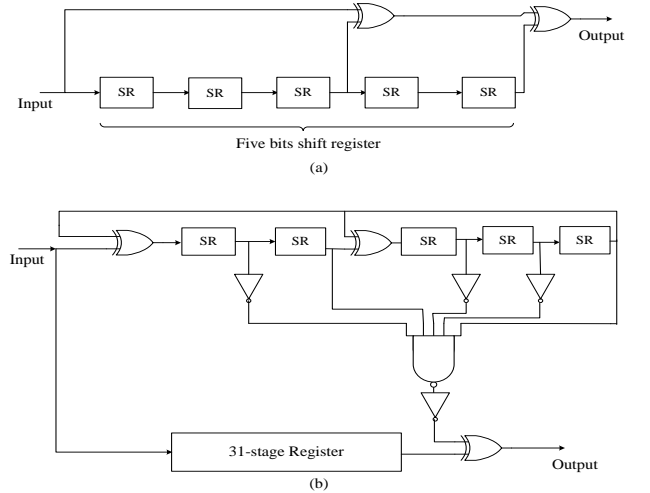 Output
SR SR SR SR SR
Input
Five bits shift register
(a)
SR SR SR SR SR
Input
31-stage Register
Output
(b)